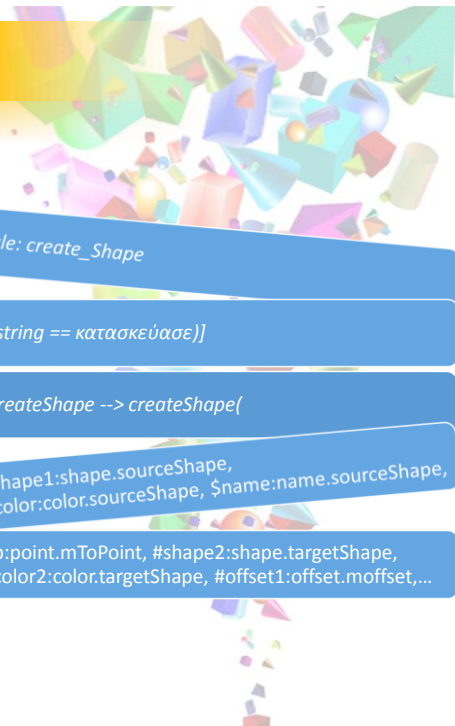 le: create_Shape
string == κατασκεύασε)]
reateShape --> createShape(
hape1:shape.sourceShape,
color:color.sourceShape, $name:name.sourceShape,
:point.mToPoint, #shape2:shape.targetShape,
color2:color.targetShape, #offset1:offset.moffset,...